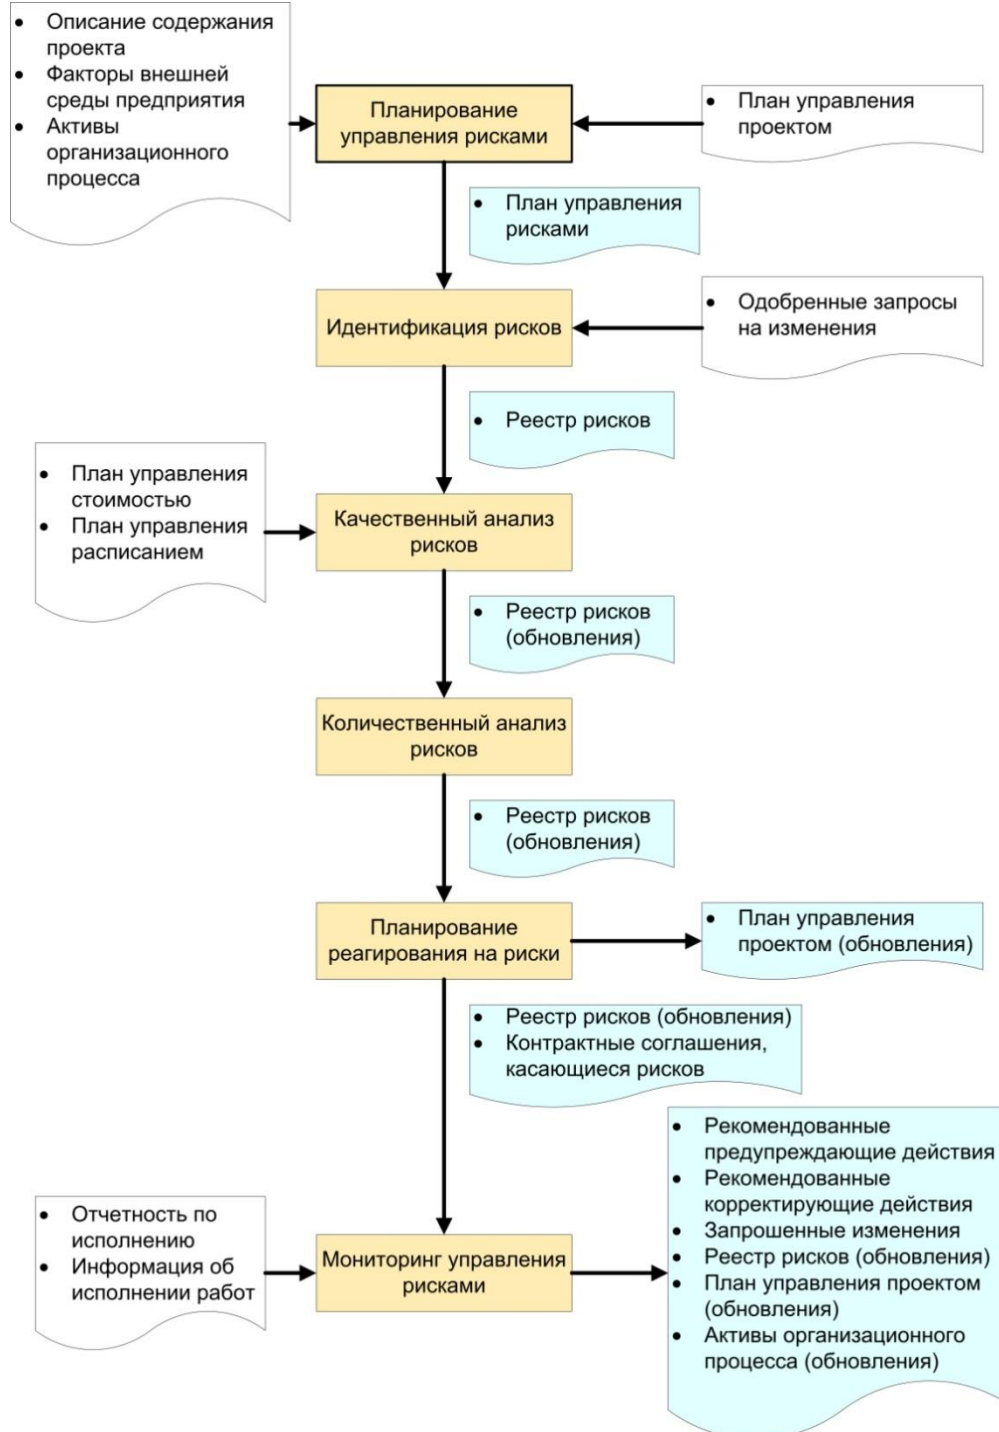 • Описание содержания
проекта
• Факторы внешней
среды предприятия
• Активы
организационного
процесса
Планирование
управления рисками
• План управления
проектом
• План управления
рисками
Идентификация рисков
• Одобренные запросы
на изменения
• Реестр рисков
• План управления
стоимостью
• План управления
расписанием
Качественный анализ
рисков
• Реестр рисков
(обновления)
Количественный анализ
рисков
• Реестр рисков
(обновления)
Планирование
реагирования на риски
• План управления
проектом (обновления)
• Реестр рисков (обновления)
• Контрактные соглашения,
касающиеся рисков
• Отчетность по
исполнению
• Информация об
исполнении работ
Мониторинг управления
рисками
• Рекомендованные
предупреждающие действия
• Рекомендованные
корректирующие действия
• Запрошенные изменения
• Реестр рисков (обновления)
• План управления проектом
(обновления)
• Активы организационного
процесса (обновления)